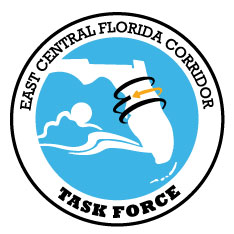 EAST CENTRAL FLORIDA CORRIDOR
TASK FORCE